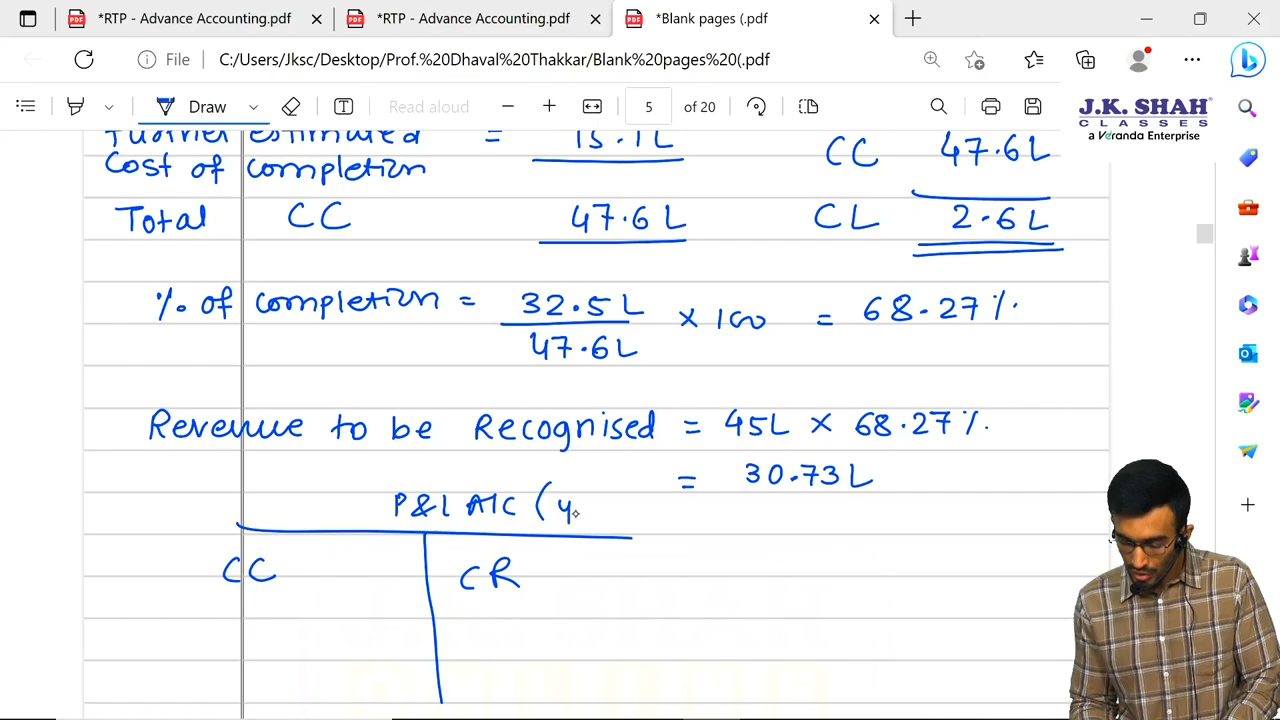 *RTP - Advance Accounting.pdf *RTP - Advance Accounting.pdf *Blank pages (.pdf
File C:/Users/Jksc/Desktop/Prof.%20Dhaval%20Thakkar/Blank%20pages%20(.pdf
Draw Read aloud 5 of 20
J.K. SHAH
CLASSES
a Veranda Enterprise
Further estimated = 15.1L CC 47.6L
Cost of completion
Total CC 47.6L CL 2.6L
% of completion = 32.5L × 100 = 68.27%
47.6L
Revenue to be Recognised = 45L × 68.27%
= 30.73L
P&L A/C (y
CC CR